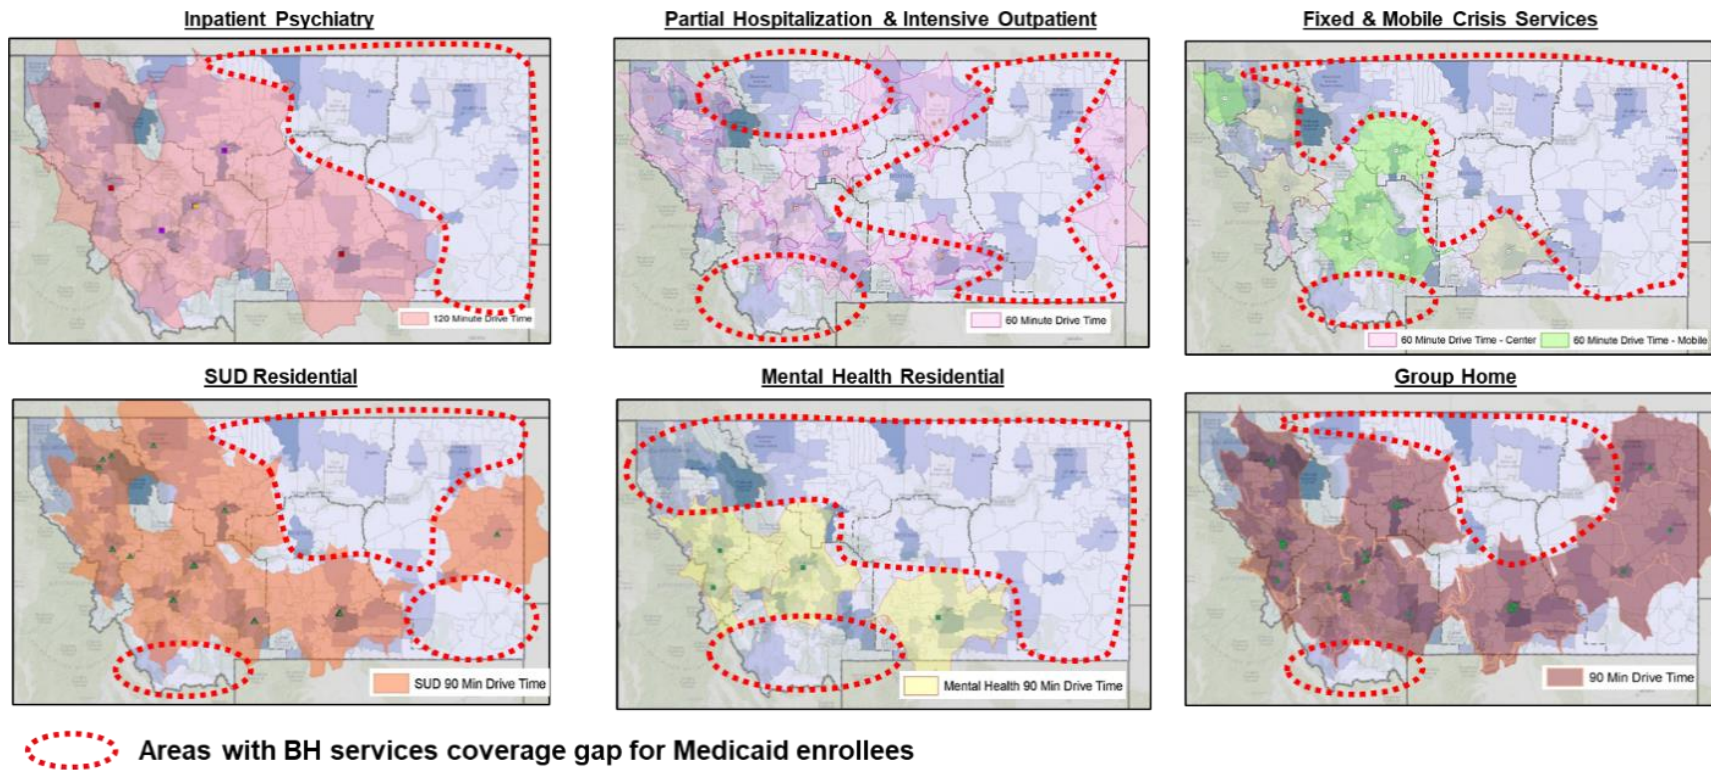 Inpatient Psychiatry
Partial Hospitalization & Intensive Outpatient
Fixed & Mobile Crisis Services
120 Minute Drive Time
60 Minute Drive Time
60 Minute Drive Time - Center
60 Minute Drive Time - Mobile
SUD Residential
Mental Health Residential
Group Home
SUD 90 Min Drive Time
Mental Health 90 Min Drive Time
90 Min Drive Time
Areas with BH services coverage gap for Medicaid enrollees